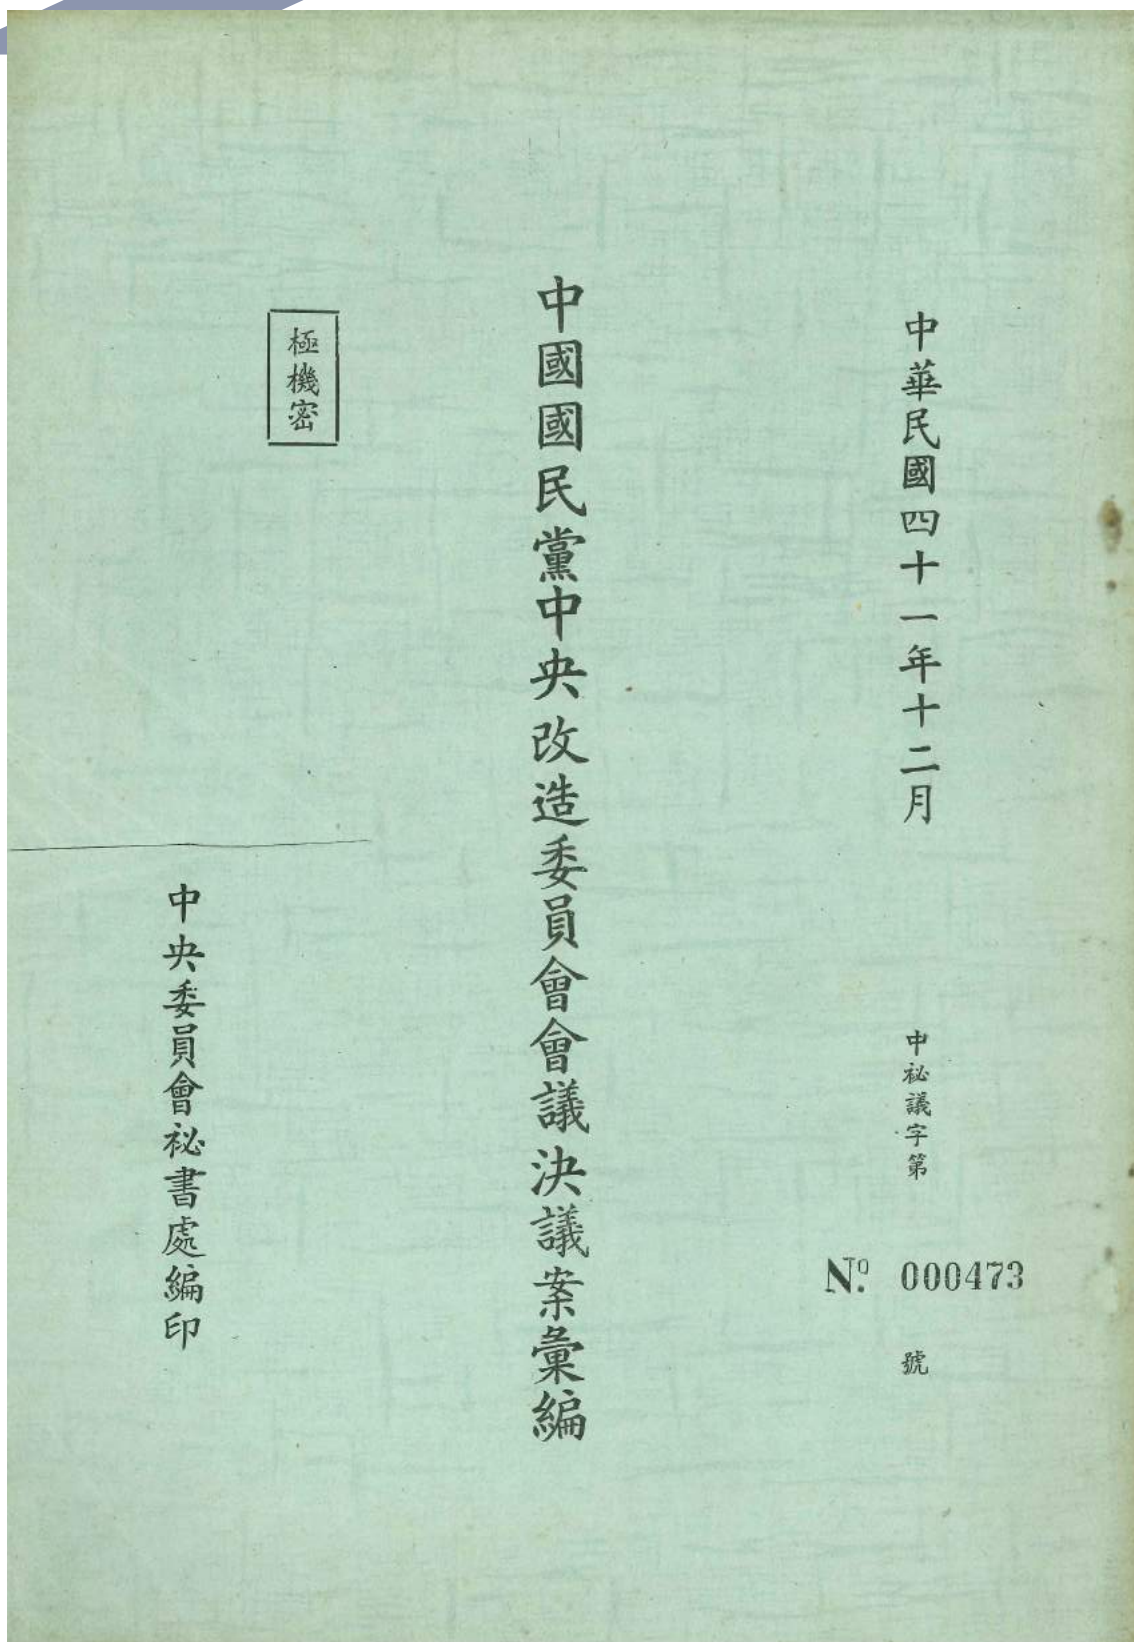 中華民國四十一年十二月
中祕議字第
Nº 000473
號
中國國民黨中央改造委員會會議決議案彙編
極機密
中央委員會祕書處編印